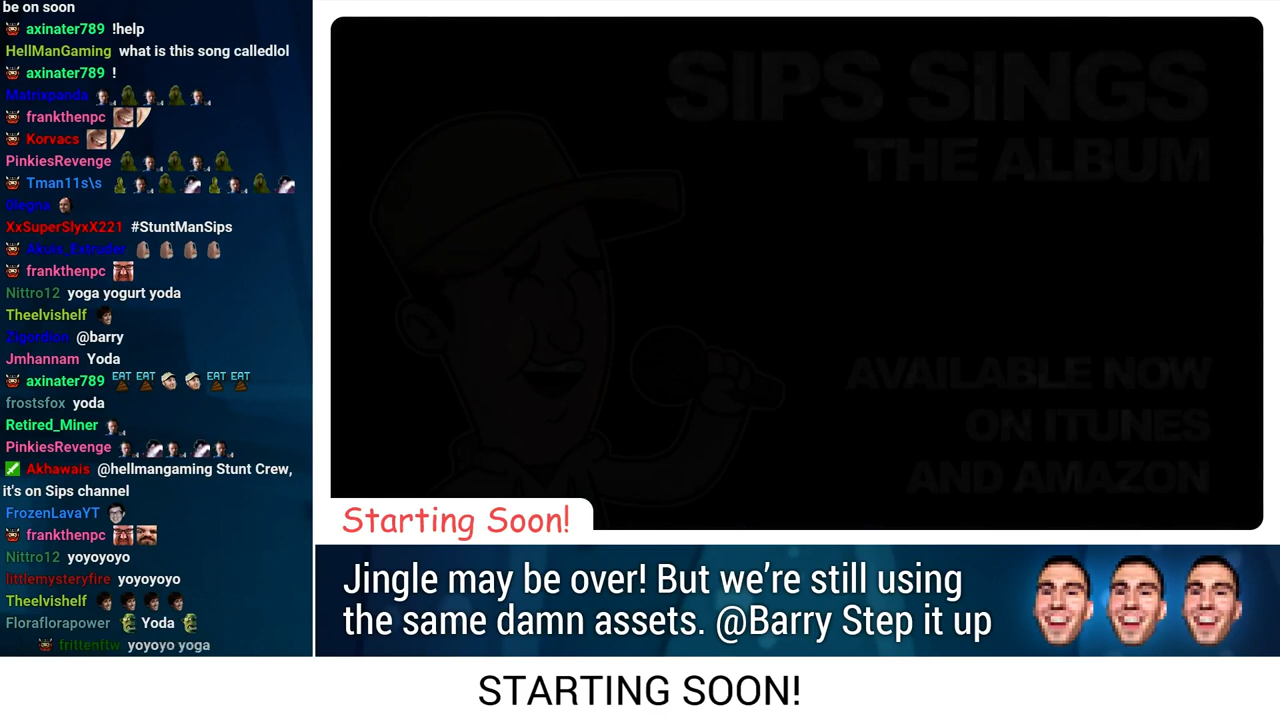 be on soon
axinater789 !help
HellManGaming what is this song calledlol
axinater789 !
Matrixpanda
frankthenpc
Korvacs
PinkiesRevenge
Tman11s\s
0legna
XxSuperSlyxX221 #StuntManSips
frankthenpc
Nittro12 yoga yogurt yoda
Theelvishelf
Zigordion @barry
Jmhannam Yoda
axinater789 EAT EAT EAT EAT
frostsfox yoda
Retired_Miner
PinkiesRevenge
Akhawais @hellmangaming Stunt Crew,
it's on Sips channel
FrozenLavaYT
frankthenpc
Nittro12 yoyoyoyo
littlemysteryfire yoyoyoyo
Theelvishelf
Floraflorapower Yoda
frittenftw yoyoyo yoga
SIPS SINGS
THE ALBUM
AVAILABLE NOW
ON ITUNES
AND AMAZON
Starting Soon!
Jingle may be over! But we're still using
the same damn assets. @Barry Step it up
STARTING SOON!